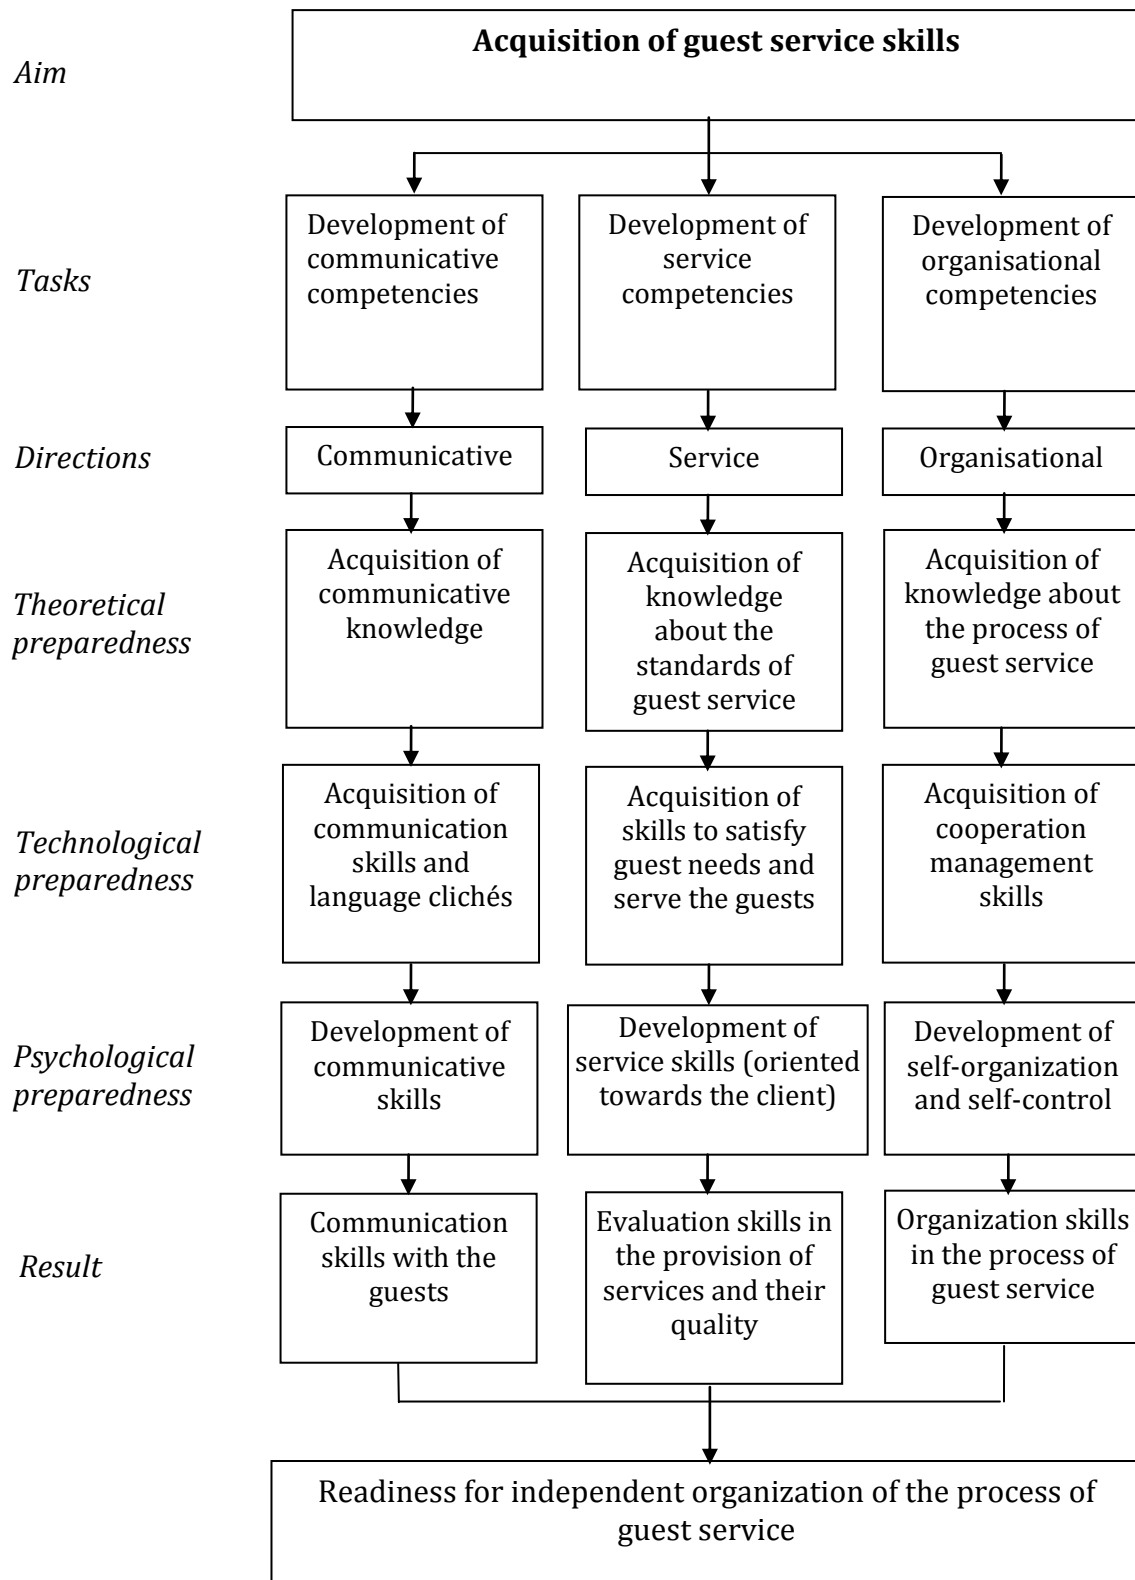 Aim
Acquisition of guest service skills
Tasks
Development of
communicative
competencies
Development of
service
competencies
Development of
organisational
competencies
Directions
Communicative
Service
Organisational
Theoretical
preparedness
Acquisition of
communicative
knowledge
Acquisition of
knowledge
about the
standards of
guest service
Acquisition of
knowledge about
the process of
guest service
Technological
preparedness
Acquisition of
communication
skills and
language clichés
Acquisition of
skills to satisfy
guest needs and
serve the guests
Acquisition of
cooperation
management
skills
Psychological
preparedness
Development of
communicative
skills
Development of
service skills (oriented
towards the client)
Development of
self-organization
and self-control
Result
Communication
skills with the
guests
Evaluation skills in
the provision of
services and their
quality
Organization skills
in the process of
guest service
Readiness for independent organization of the process of
guest service